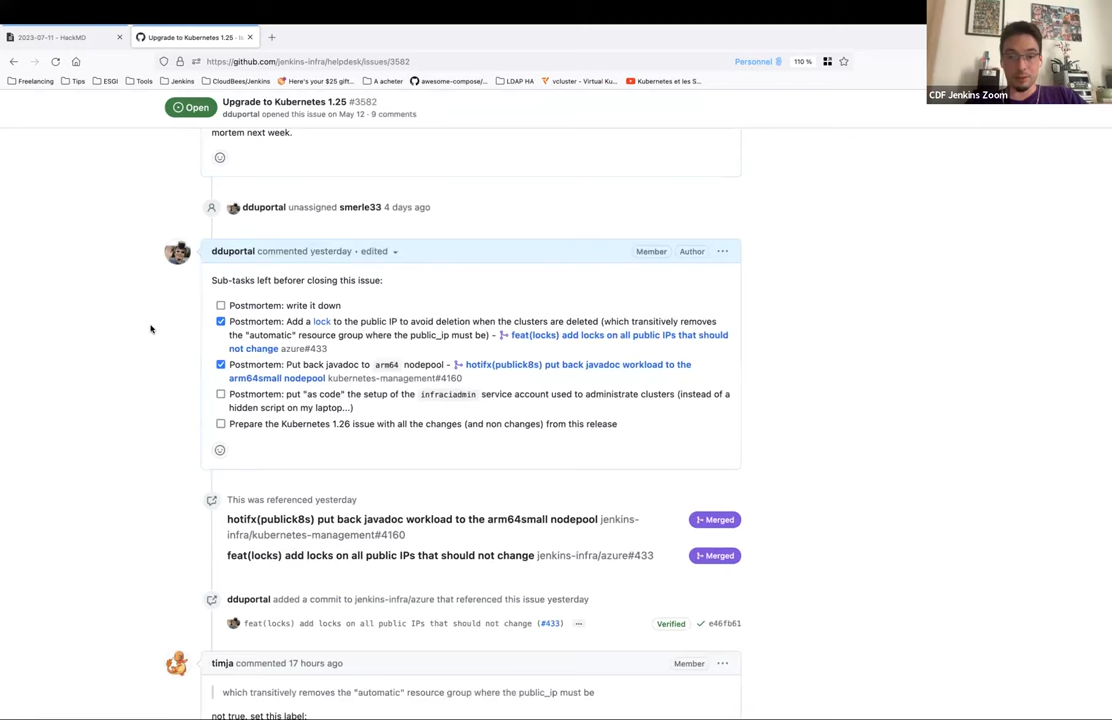 2023-07-11 - HackMD
Upgrade to Kubernetes 1.25 · Is
https://github.com/jenkins-infra/helpdesk/issues/3582
Personnel
110 %
Freelancing
Tips
ESGI
Tools
Jenkins
CloudBees/Jenkins
Here's your $25 gift...
A acheter
awesome-compose/...
LDAP HA
vcluster - Virtual Ku...
Kubernetes et les S...
CDF Jenkins Zoom
Open
Upgrade to Kubernetes 1.25 #3582
dduportal opened this issue on May 12 · 9 comments
mortem next week.
dduportal unassigned smerle33 4 days ago
dduportal commented yesterday • edited
Member
Author
Sub-tasks left beforer closing this issue:
Postmortem: write it down
Postmortem: Add a lock to the public IP to avoid deletion when the clusters are deleted (which transitively removes
the "automatic" resource group where the public_ip must be) - feat(locks) add locks on all public IPs that should
not change azure#433
Postmortem: Put back javadoc to arm64 nodepool - hotifx(publick8s) put back javadoc workload to the
arm64small nodepool kubernetes-management#4160
Postmortem: put "as code" the setup of the infraciadmin service account used to administrate clusters (instead of a
hidden script on my laptop...)
Prepare the Kubernetes 1.26 issue with all the changes (and non changes) from this release
This was referenced yesterday
hotifx(publick8s) put back javadoc workload to the arm64small nodepool jenkins-
infra/kubernetes-management#4160
Merged
feat(locks) add locks on all public IPs that should not change jenkins-infra/azure#433
Merged
dduportal added a commit to jenkins-infra/azure that referenced this issue yesterday
feat(locks) add locks on all public IPs that should not change (#433)
Verified
e46fb61
timja commented 17 hours ago
Member
which transitively removes the "automatic" resource group where the public_ip must be
not true, set this label: